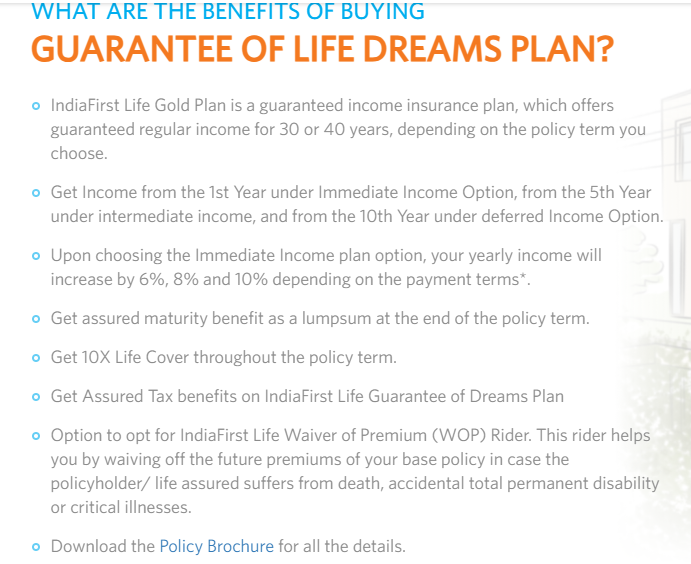 WHAT ARE THE BENEFITS OF BUYING
GUARANTEE OF LIFE DREAMS PLAN?
IndiaFirst Life Gold Plan is a guaranteed income insurance plan, which offers
guaranteed regular income for 30 or 40 years, depending on the policy term you
choose.
Get Income from the 1st Year under Immediate Income Option, from the 5th Year
under intermediate income, and from the 10th Year under deferred Income Option.
Upon choosing the Immediate Income plan option, your yearly income will
increase by 6%, 8% and 10% depending on the payment terms*.
Get assured maturity benefit as a lumpsum at the end of the policy term.
Get 10X Life Cover throughout the policy term.
Get Assured Tax benefits on IndiaFirst Life Guarantee of Dreams Plan
Option to opt for IndiaFirst Life Waiver of Premium (WOP) Rider. This rider helps
you by waiving off the future premiums of your base policy in case the
policyholder/ life assured suffers from death, accidental total permanent disability
or critical illnesses.
Download the Policy Brochure for all the details.